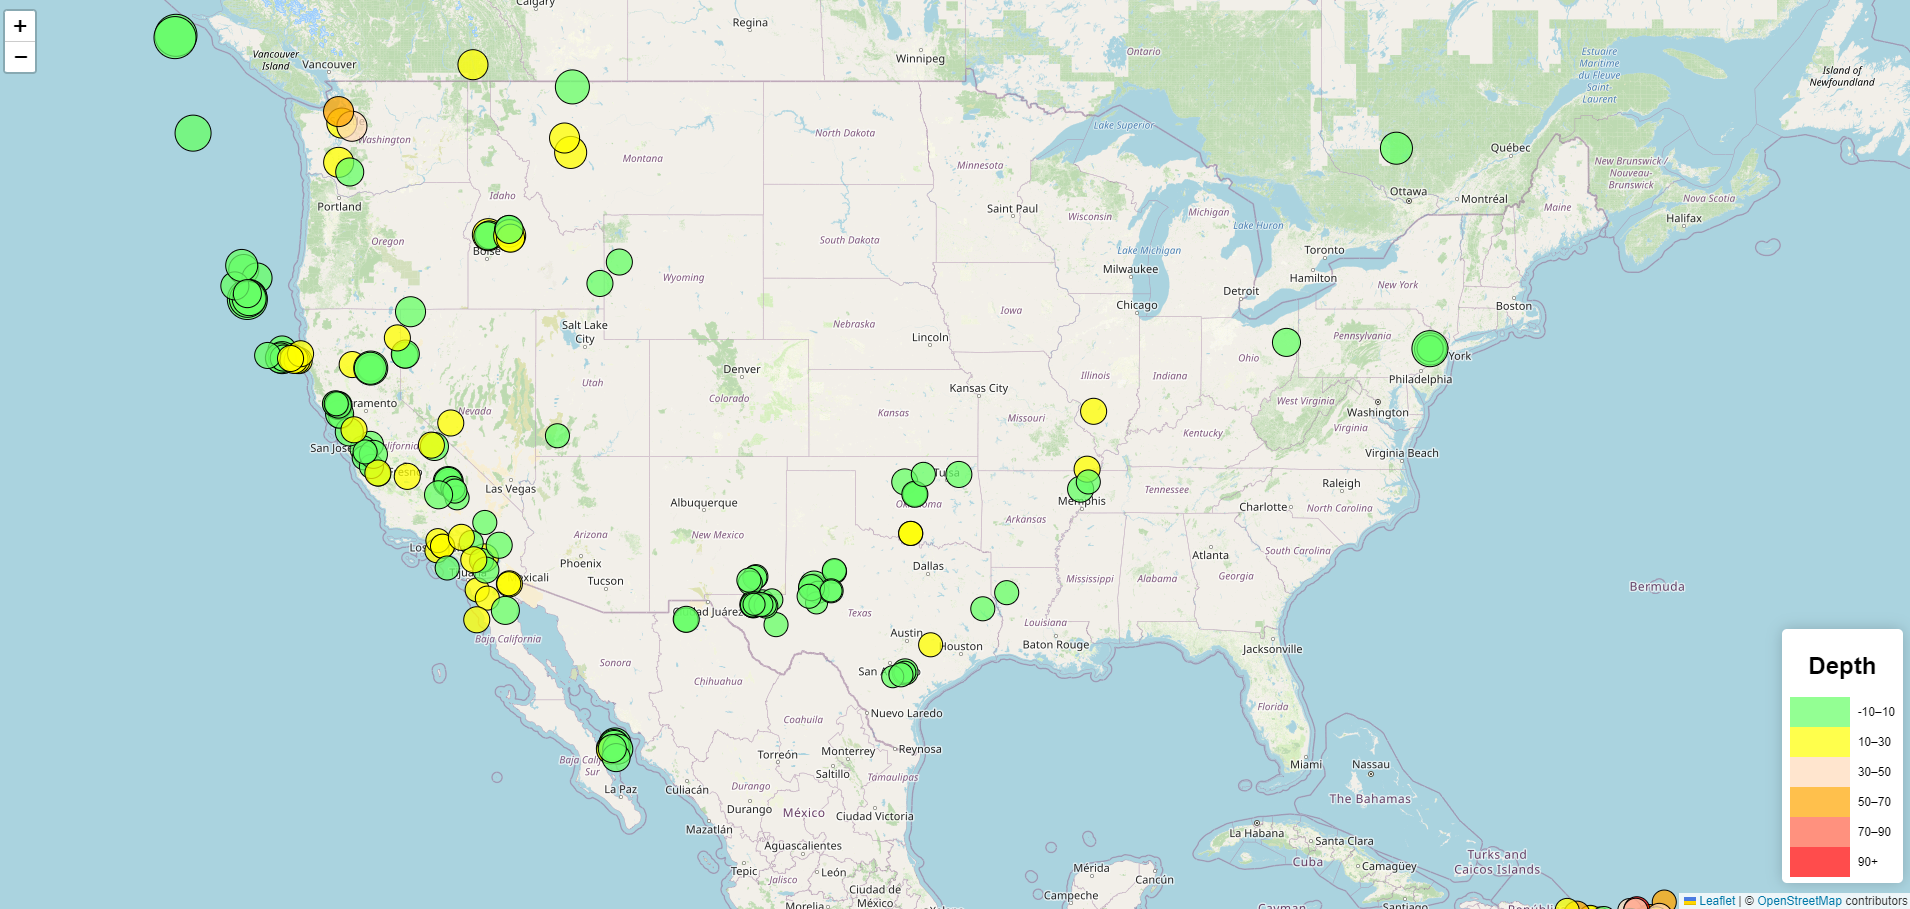 +
−
Calgary
Regina
Winnipeg
Ontario
Vancouver
Island
Vancouver
Estuaire
Maritime
du Fleuve
Saint-
Laurent
Island of
Newfoundland
Washington
North Dakota
Lake Superior
Québec
Montana
Minnesota
New Brunswick /
Nouveau-
Brunswick
Portland
Idaho
Saint Paul
Wisconsin
Michigan
Ottawa
Montréal
Maine
Nova Scotia
Halifax
Oregon
Boise
South Dakota
Lake Michigan
Lake Huron
Toronto
Wyoming
Milwaukee
Hamilton
Chicago
Detroit
New York
Boston
Salt Lake
City
Nebraska
Iowa
Lincoln
Pennsylvania
Ohio
York
Denver
Utah
Colorado
Kansas City
Illinois
Indiana
Philadelphia
ramento
Nevada
Kansas
Missouri
West Virginia
Washington
San Jos
alifornia
Kentucky
Virginia
Virginia Beach
Fresno
Las Vegas
Albuquerque
Tulsa
Oklahoma
Memphis
Tennessee
Raleigh
North Carolina
Charlotte
Los
Arizona
New Mexico
Arkansas
Atlanta
South Carolina
Phoenix
Tijuana
exicali
Tucson
Dallas
Mississippi
Alabama
Georgia
Bermuda
Ciudad Juárez
Texas
Louisiana
Baja California
Austin
Houston
Baton Rouge
Jacksonville
Sonora
Chihuahua
San
Coahuila
Nuevo Laredo
Florida
Torreón
Monterrey
Reynosa
Baja Cali
Sur
Saltillo
Tamaulipas
Miami
Nassau
La Paz
Culiacán
Durango
Durango
México
Ciudad Victoria
The Bahamas
Mazatlán
Aguascalientes
La Habana
Santa Clara
Cuba
Camagüey
Turks and
Caicos Islands
Tepic
Jalisco
León
Mérida
Cancún
Ciudad de
México
Campeche
Morelia
Cayman
Santiago
Depth
-10–10
10–30
30–50
50–70
70–90
90+
Leaflet | © OpenStreetMap contributors